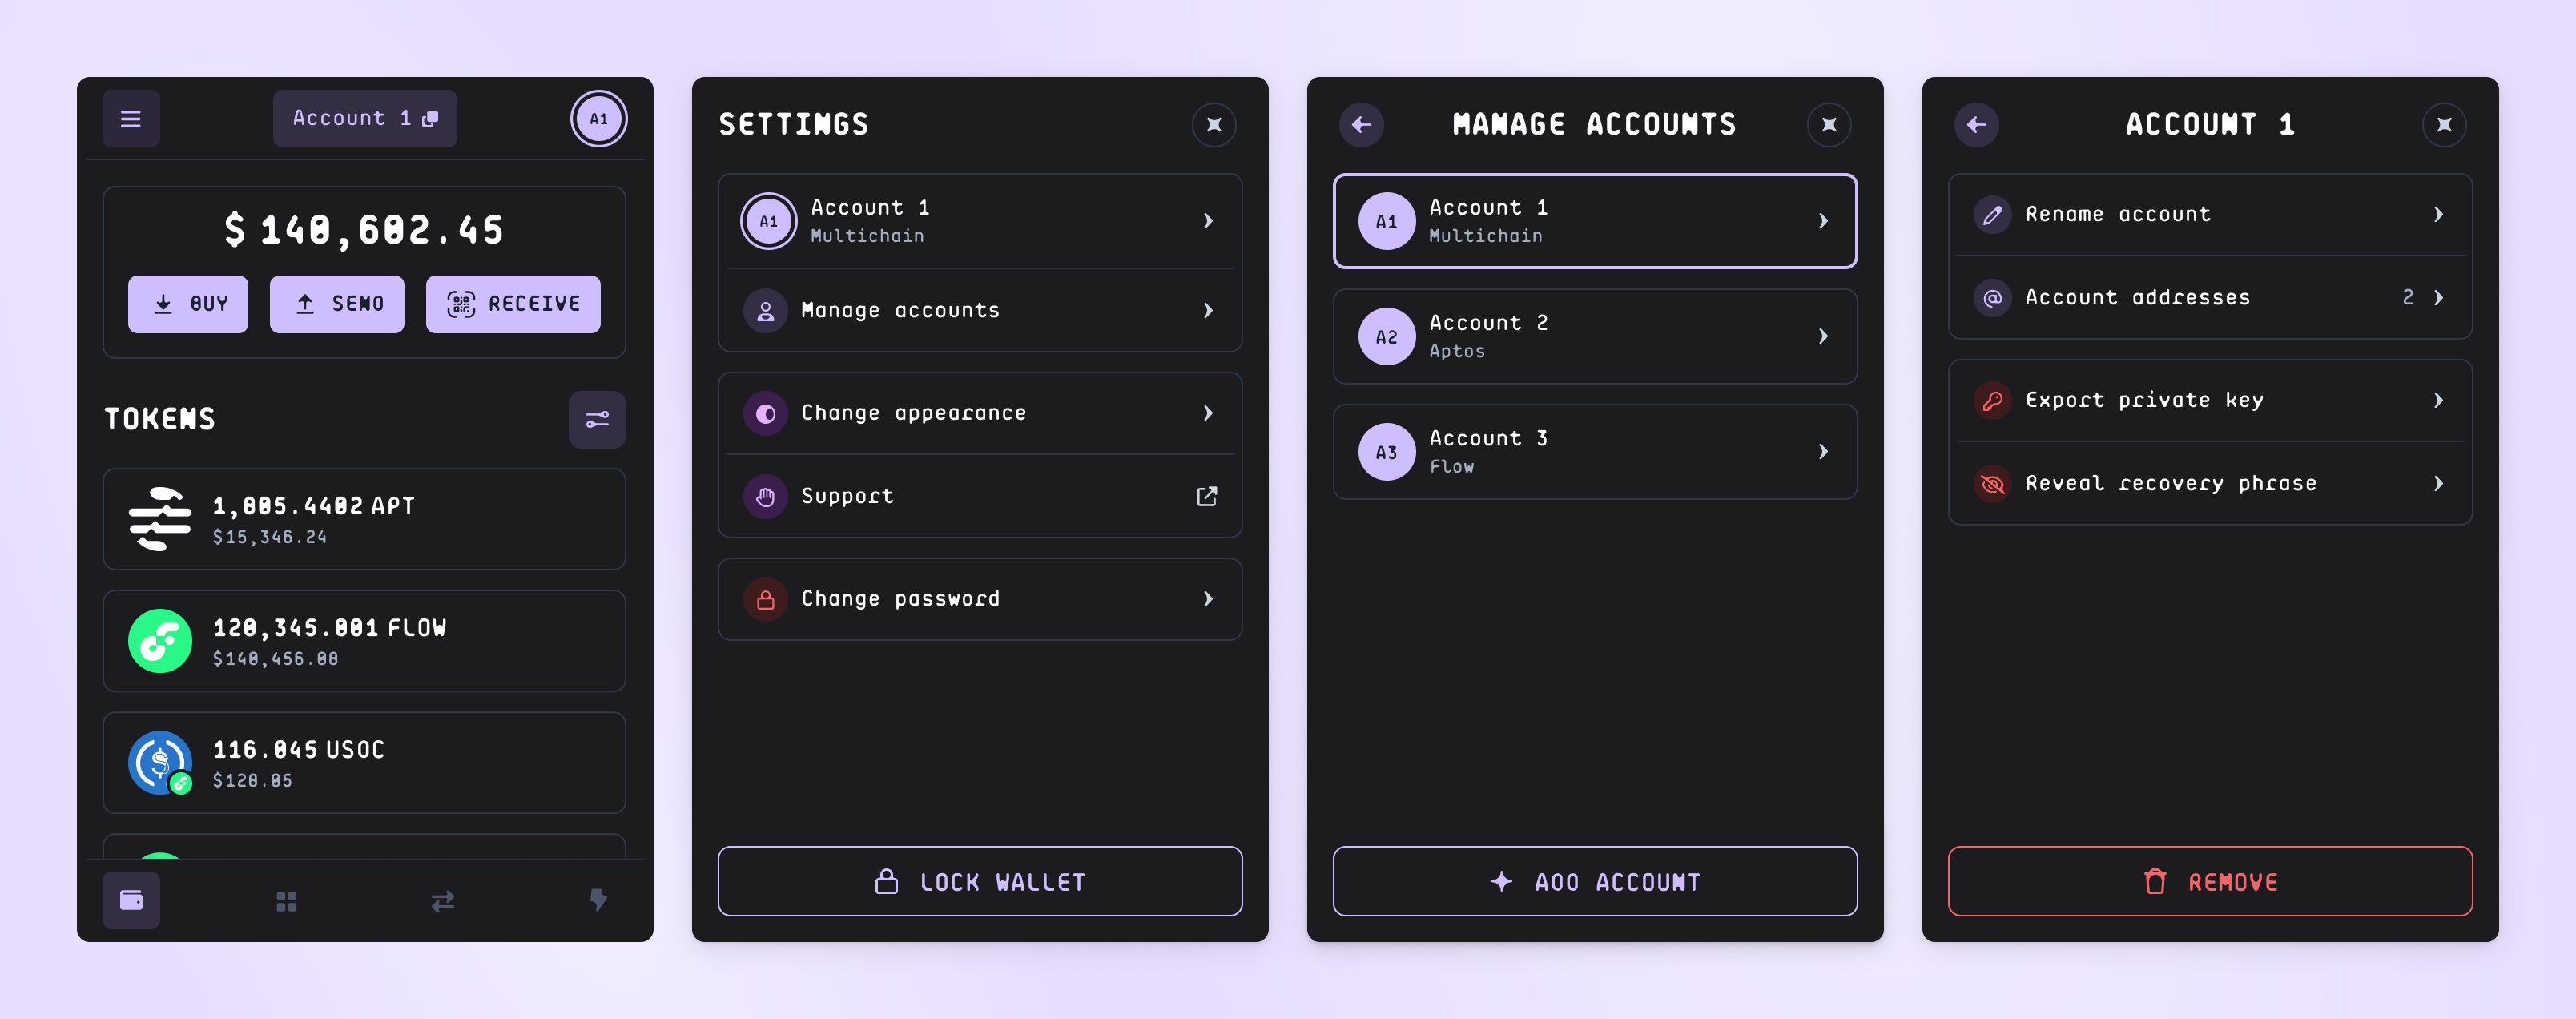 Account 1
A1
$ 140,602.45
BUY
SEND
RECEIVE
TOKENS
1,005.4402 APT
$15,346.24
120,345.001 FLOW
$140,456.00
116.045 USDC
$120.05
SETTINGS
A1
Account 1
Multichain
Manage accounts
Change appearance
Support
Change password
LOCK WALLET
MANAGE ACCOUNTS
A1
Account 1
Multichain
A2
Account 2
Aptos
A3
Account 3
Flow
ADD ACCOUNT
ACCOUNT 1
Rename account
Account addresses 2
Export private key
Reveal recovery phrase
REMOVE